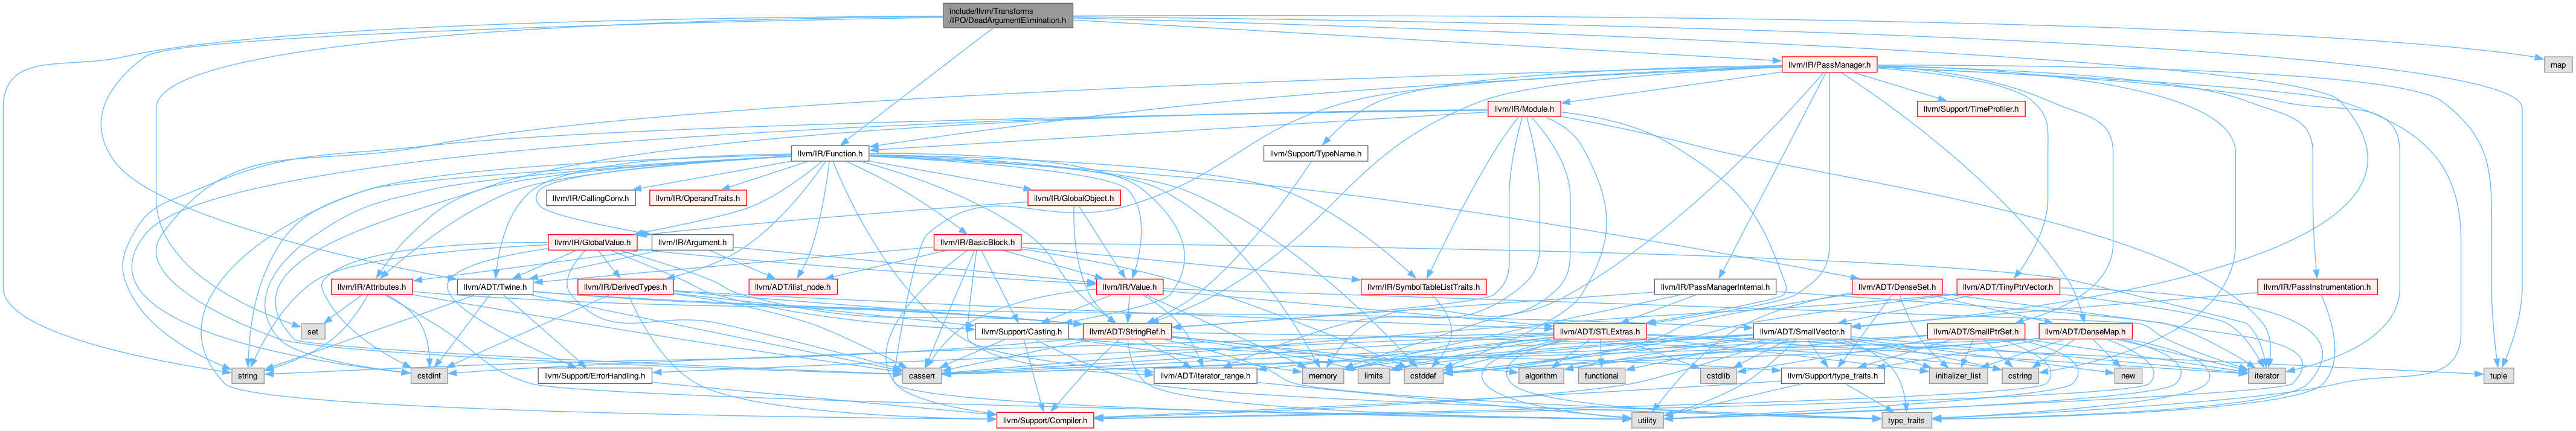 include/llvm/Transforms
/IPO/DeadArgumentElimination.h
llvm/IR/PassManager.h
map
llvm/IR/Module.h
llvm/Support/TimeProfiler.h
llvm/IR/Function.h
llvm/Support/TypeName.h
llvm/IR/CallingConv.h
llvm/IR/OperandTraits.h
llvm/IR/GlobalObject.h
llvm/IR/GlobalValue.h
llvm/IR/Argument.h
llvm/IR/BasicBlock.h
llvm/IR/Attributes.h
llvm/ADT/Twine.h
llvm/IR/DerivedTypes.h
llvm/ADT/ilist_node.h
llvm/IR/Value.h
llvm/IR/SymbolTableListTraits.h
llvm/IR/PassManagerInternal.h
llvm/ADT/DenseSet.h
llvm/ADT/TinyPtrVector.h
llvm/IR/PassInstrumentation.h
set
llvm/Support/Casting.h
llvm/ADT/StringRef.h
llvm/ADT/STLExtras.h
llvm/ADT/SmallVector.h
llvm/ADT/SmallPtrSet.h
llvm/ADT/DenseMap.h
string
cstdint
llvm/Support/ErrorHandling.h
cassert
llvm/ADT/iterator_range.h
memory
limits
cstddef
algorithm
functional
cstdlib
llvm/Support/type_traits.h
initializer_list
cstring
new
iterator
tuple
llvm/Support/Compiler.h
utility
type_traits